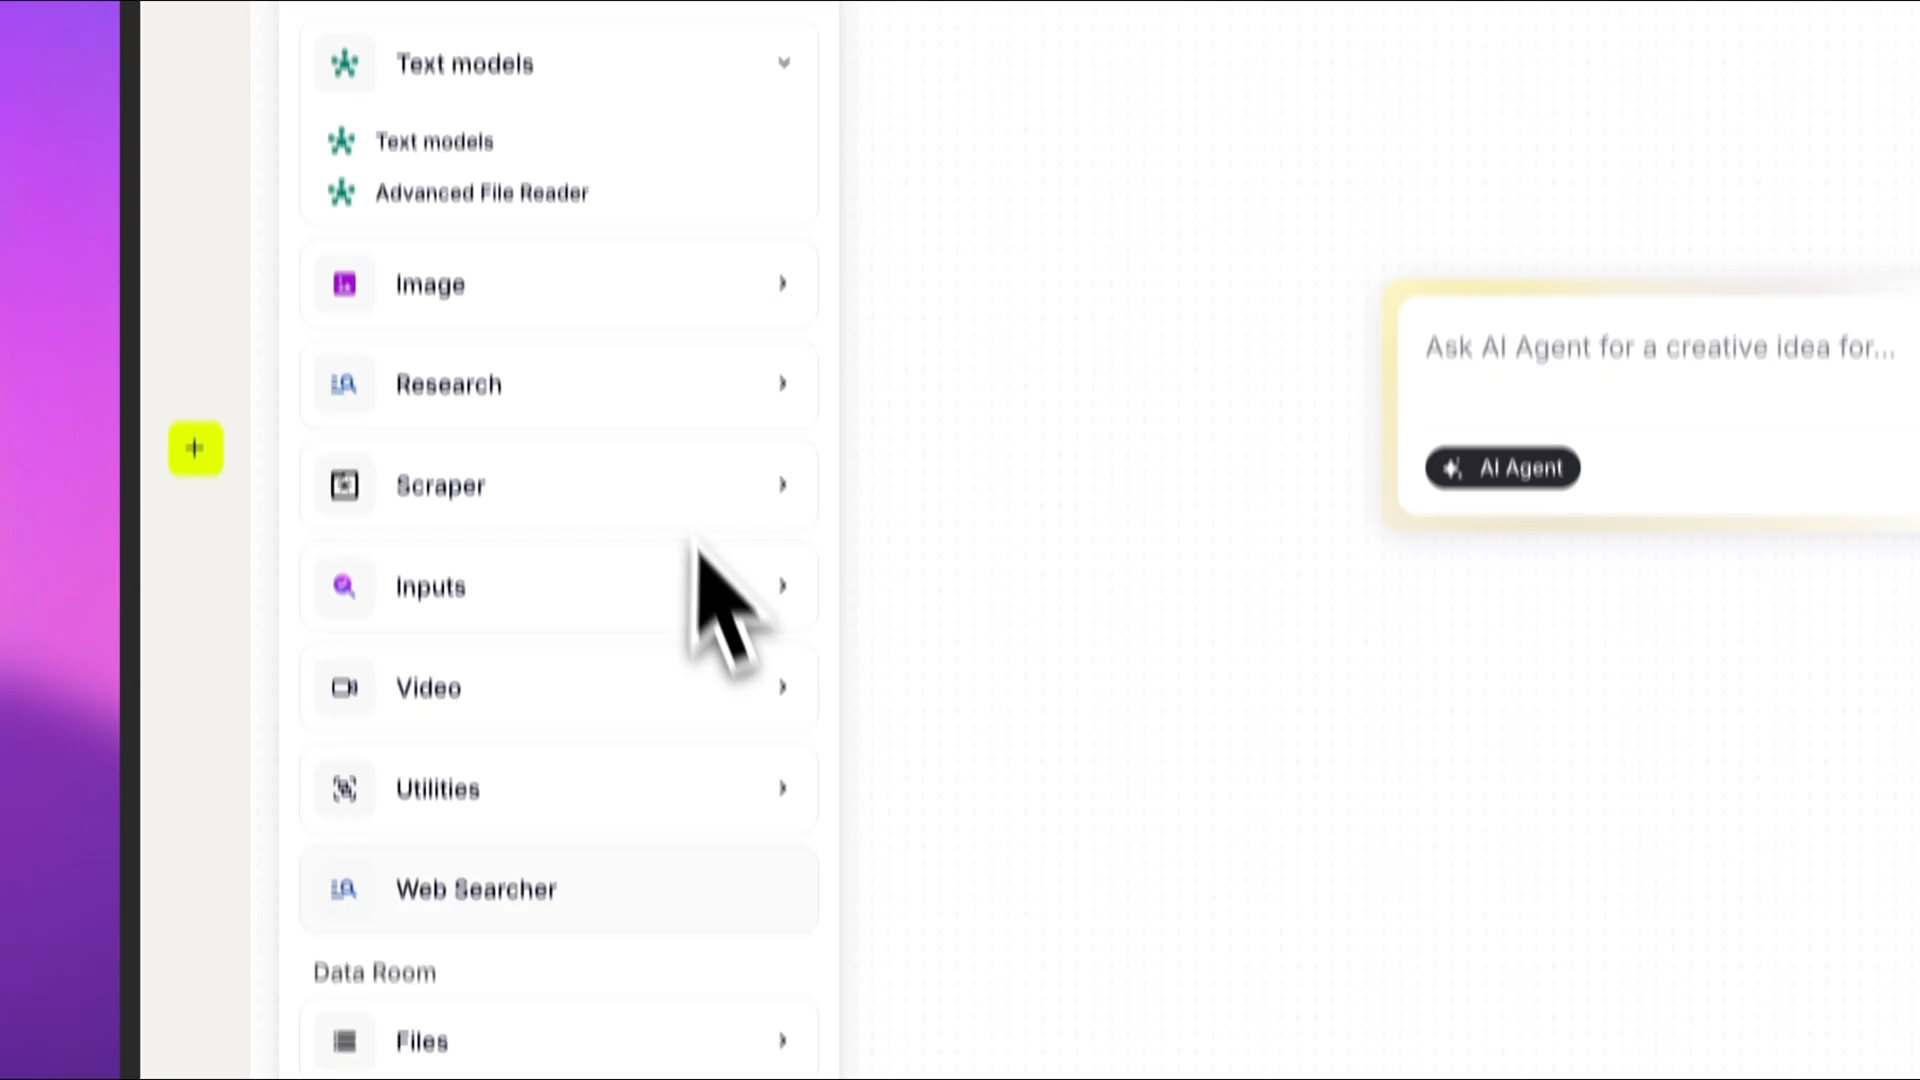 Text models
Text models
Advanced File Reader
Image
Research
Scraper
Inputs
Video
Utilities
Web Searcher
Data Room
Files
+
Ask AI Agent for a creative idea for...
AI Agent